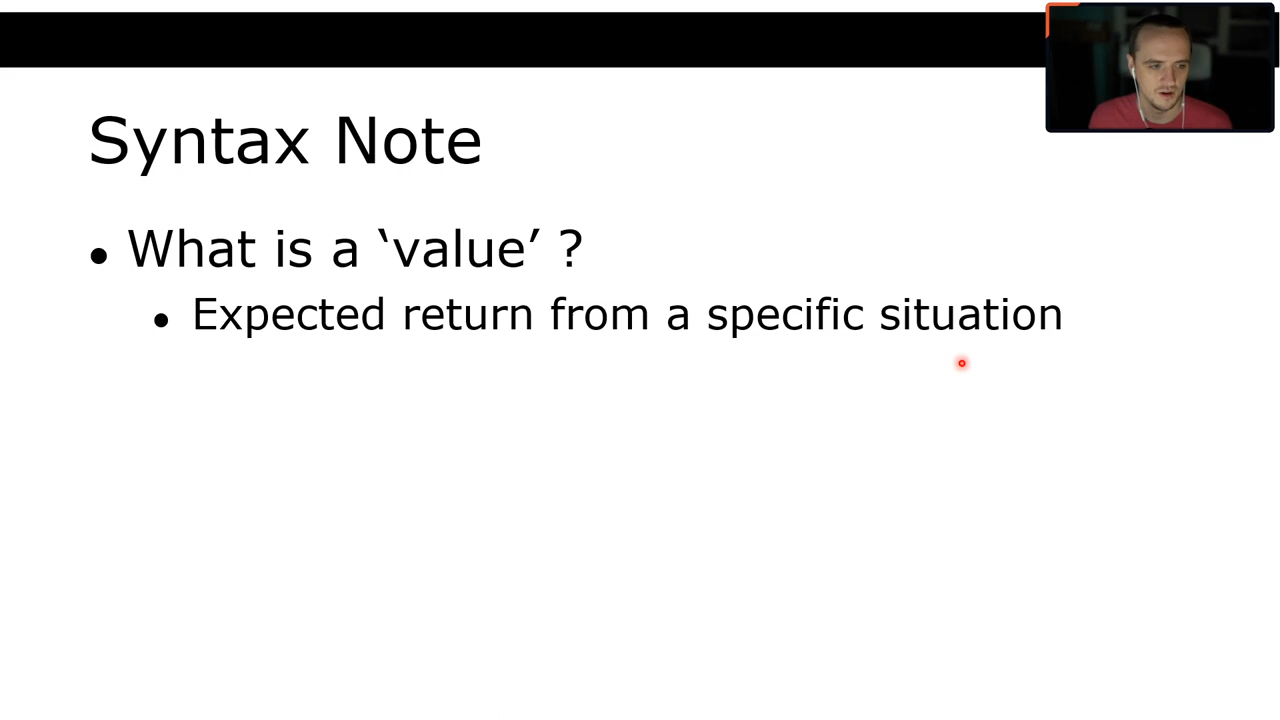 Syntax Note
• What is a ‘value’ ?
• Expected return from a specific situation